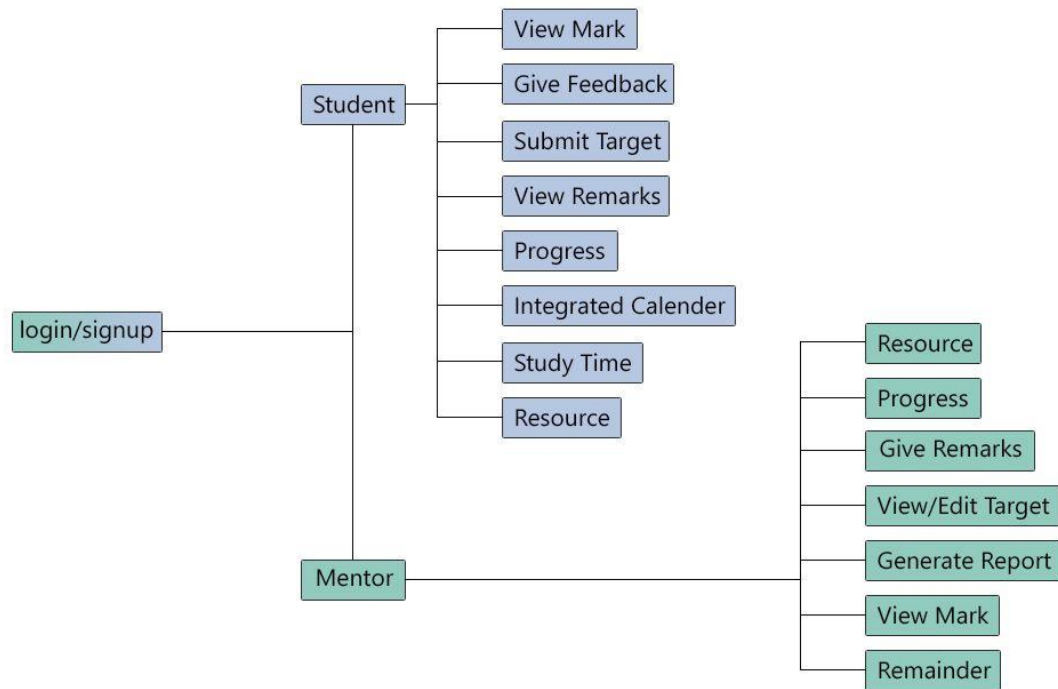 View Mark
Give Feedback
Student
Submit Target
View Remarks
Progress
Integrated Calender
login/signup
Study Time
Resource
Resource
Progress
Give Remarks
View/Edit Target
Generate Report
Mentor
View Mark
Remainder